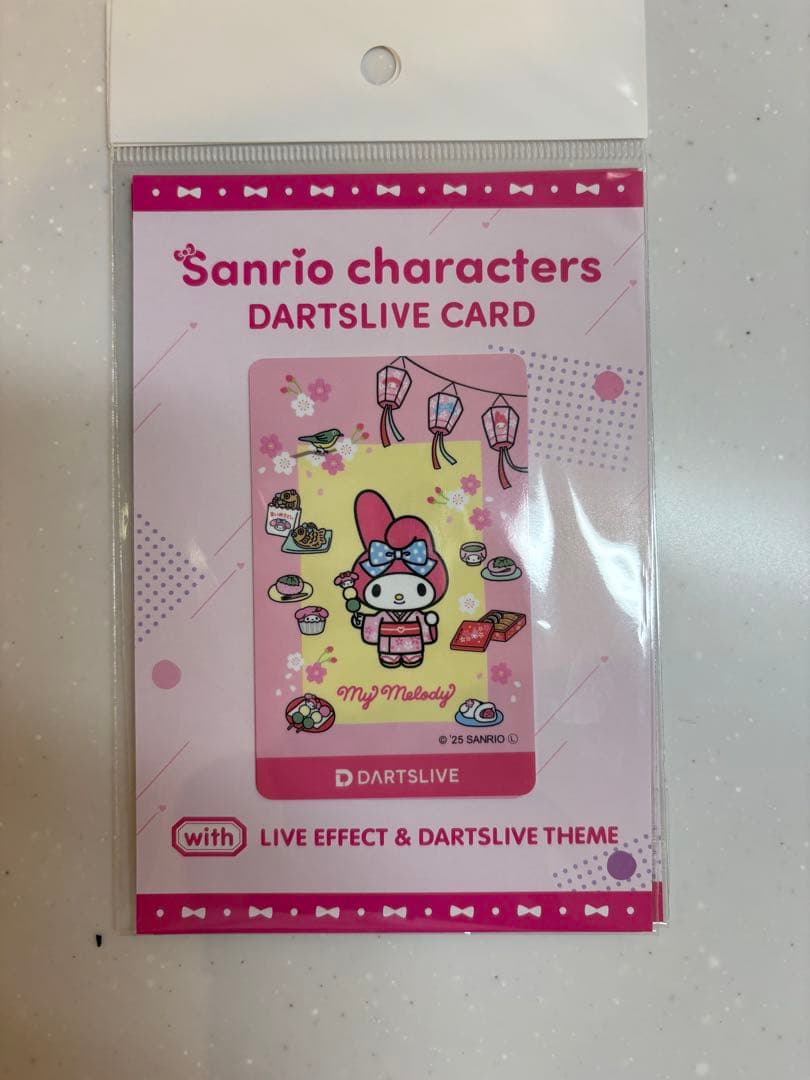 Sanrio characters
DARTSLIVE CARD
My Melody
© '25 SANRIO Ⓛ
DARTSLIVE
with LIVE EFFECT & DARTSLIVE THEME